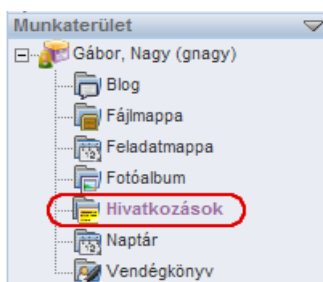 Munkaterület
Gábor, Nagy (gnagy)
Blog
Fájlmappa
Feladatmappa
Fotóalbum
Hivatkozások
Naptár
Vendégkönyv